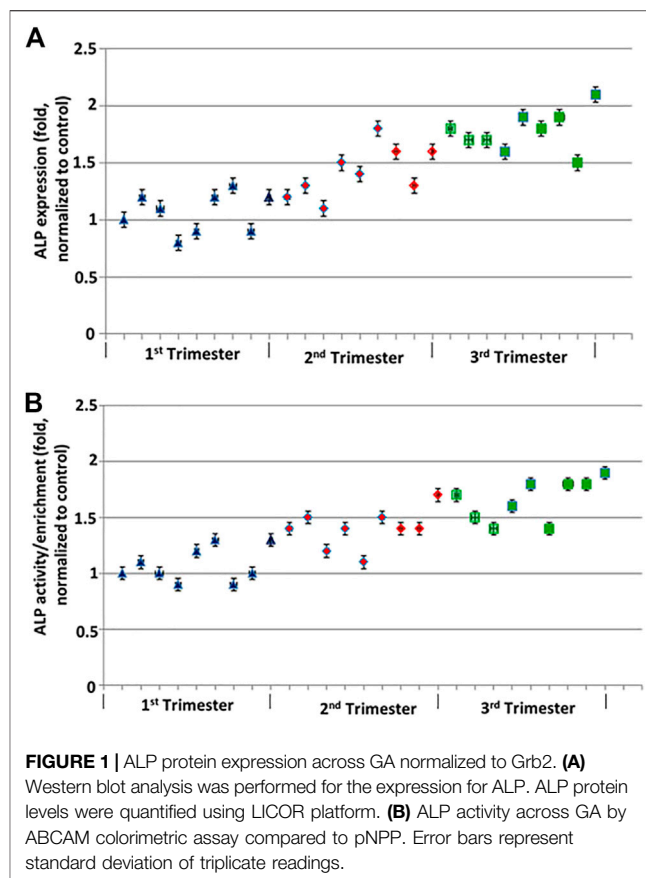 A
2.5
2
1.5
1
0.5
0
ALP expression (fold,
normalized to control)
1st Trimester
2nd Trimester
3rd Trimester
B
2.5
2
1.5
1
0.5
0
ALP activity/enrichment (fold,
normalized to control)
1st Trimester
2nd Trimester
3rd Trimester
FIGURE 1 | ALP protein expression across GA normalized to Grb2. (A)
Western blot analysis was performed for the expression for ALP. ALP protein
levels were quantified using LICOR platform. (B) ALP activity across GA by
ABCAM colorimetric assay compared to pNPP. Error bars represent
standard deviation of triplicate readings.